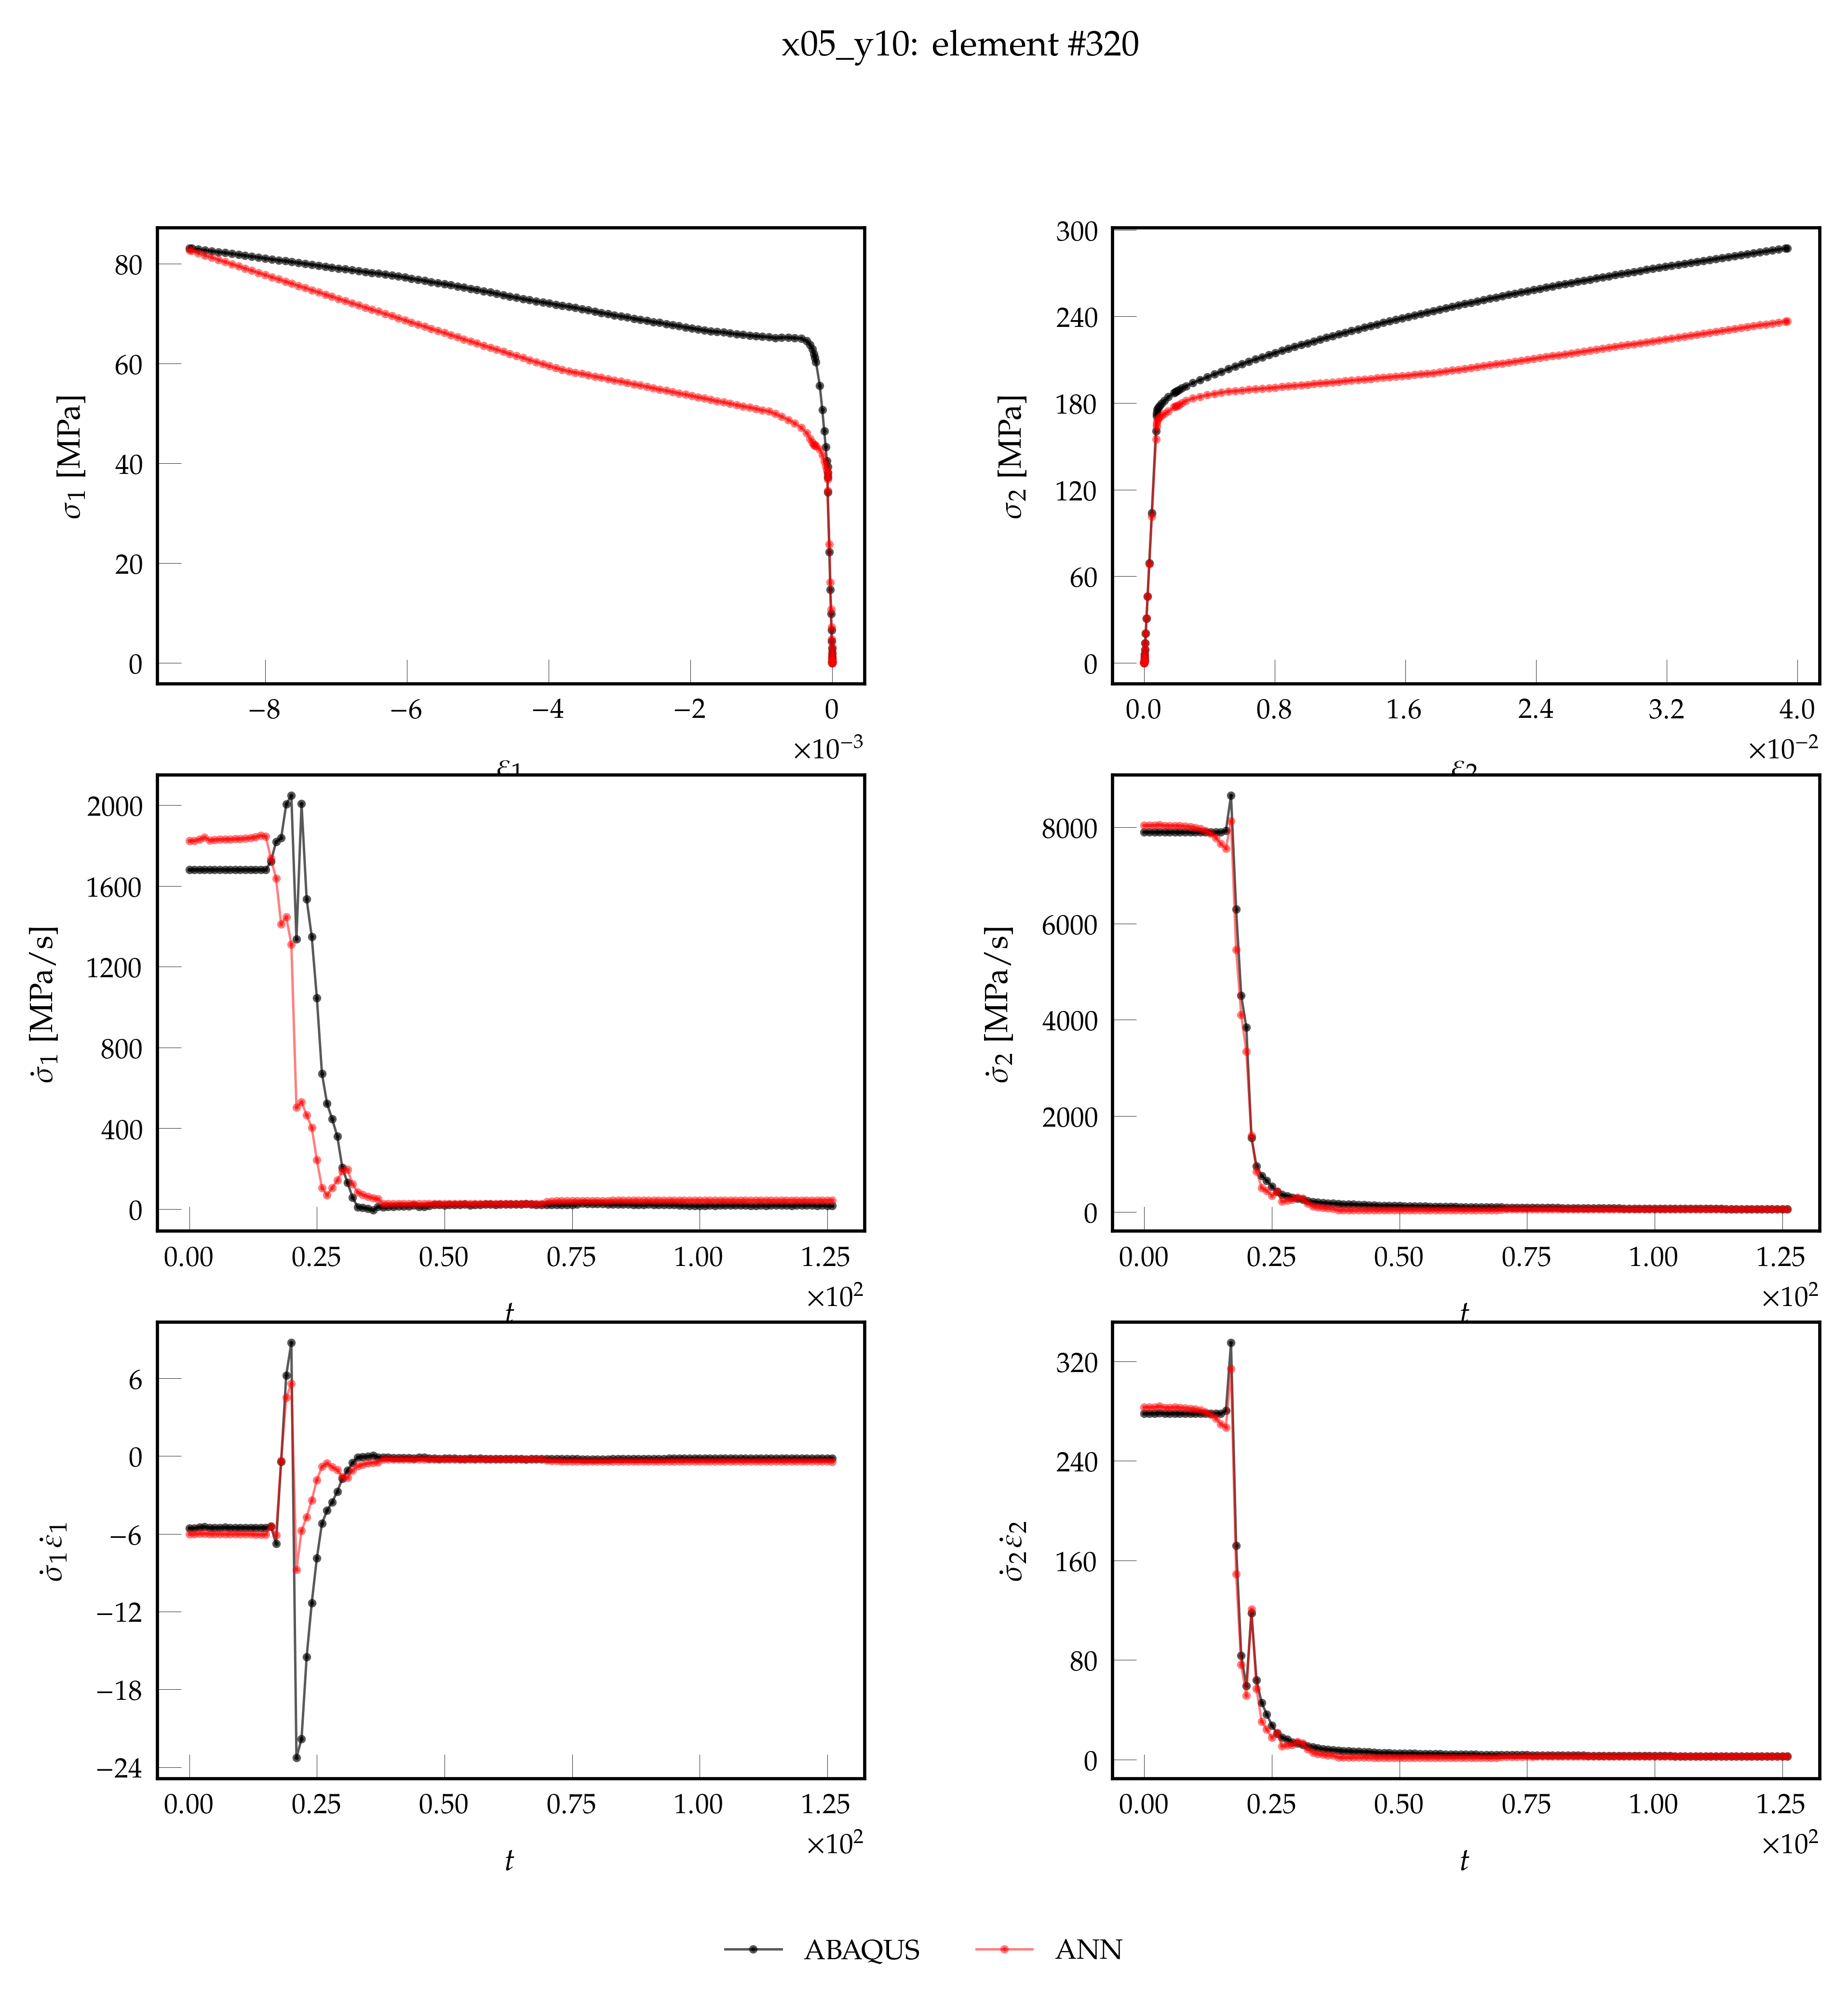 x05_y10: element #320
σ₁ [MPa]
80
60
40
20
0
−8 −6 −4 −2 0
×10⁻³
ε₁
σ₂ [MPa]
300
240
180
120
60
0
0.0 0.8 1.6 2.4 3.2 4.0
×10⁻²
ε₂
σ̇₁ [MPa/s]
2000
1600
1200
800
400
0
0.00 0.25 0.50 0.75 1.00 1.25
×10²
t
σ̇₂ [MPa/s]
8000
6000
4000
2000
0
0.00 0.25 0.50 0.75 1.00 1.25
×10²
t
σ̇₁ε̇₁
6
0
−6
−12
−18
−24
0.00 0.25 0.50 0.75 1.00 1.25
×10²
t
σ̇₂ε̇₂
320
240
160
80
0
0.00 0.25 0.50 0.75 1.00 1.25
×10²
t
ABAQUS ANN